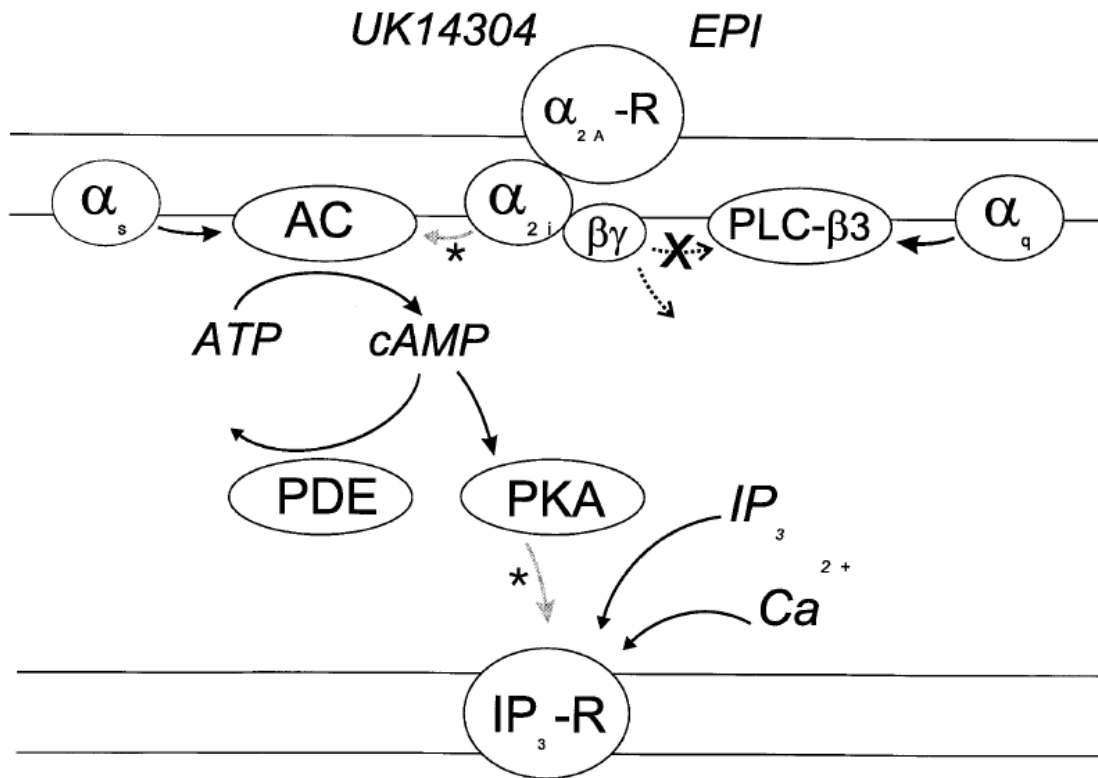 UK14304 EPI
α2A-R
αs AC α2i βγ * X PLC-β3 αq
ATP cAMP
PDE PKA IP3
* Ca2+
IP3-R